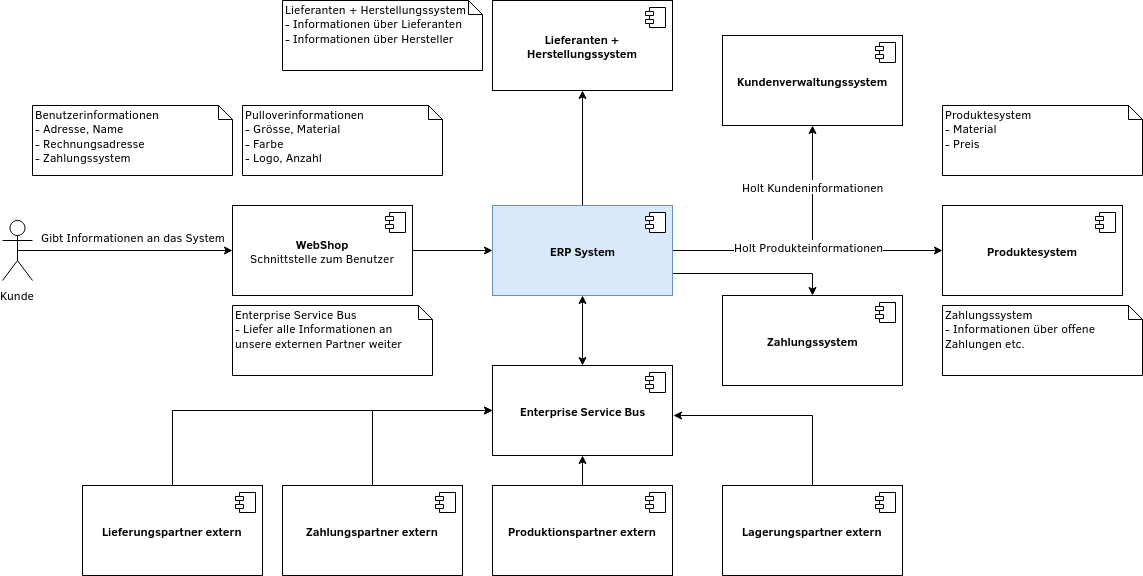 Lieferanten + Herstellungssystem
- Informationen über Lieferanten
- Informationen über Hersteller
Lieferanten +
Herstellungssystem
Kundenverwaltungssystem
Benutzerinformationen
- Adresse, Name
- Rechnungsadresse
- Zahlungssystem
Pulloverinformationen
- Grösse, Material
- Farbe
- Logo, Anzahl
Produktesystem
- Material
- Preis
Holt Kundeninformationen
Kunde
Gibt Informationen an das System
WebShop
Schnittstelle zum Benutzer
ERP System
Holt Produkteinformationen
Produktesystem
Enterprise Service Bus
- Liefer alle Informationen an
unsere externen Partner weiter
Zahlungssystem
Zahlungssystem
- Informationen über offene
Zahlungen etc.
Enterprise Service Bus
Lieferungspartner extern
Zahlungspartner extern
Produktionspartner extern
Lagerungspartner extern